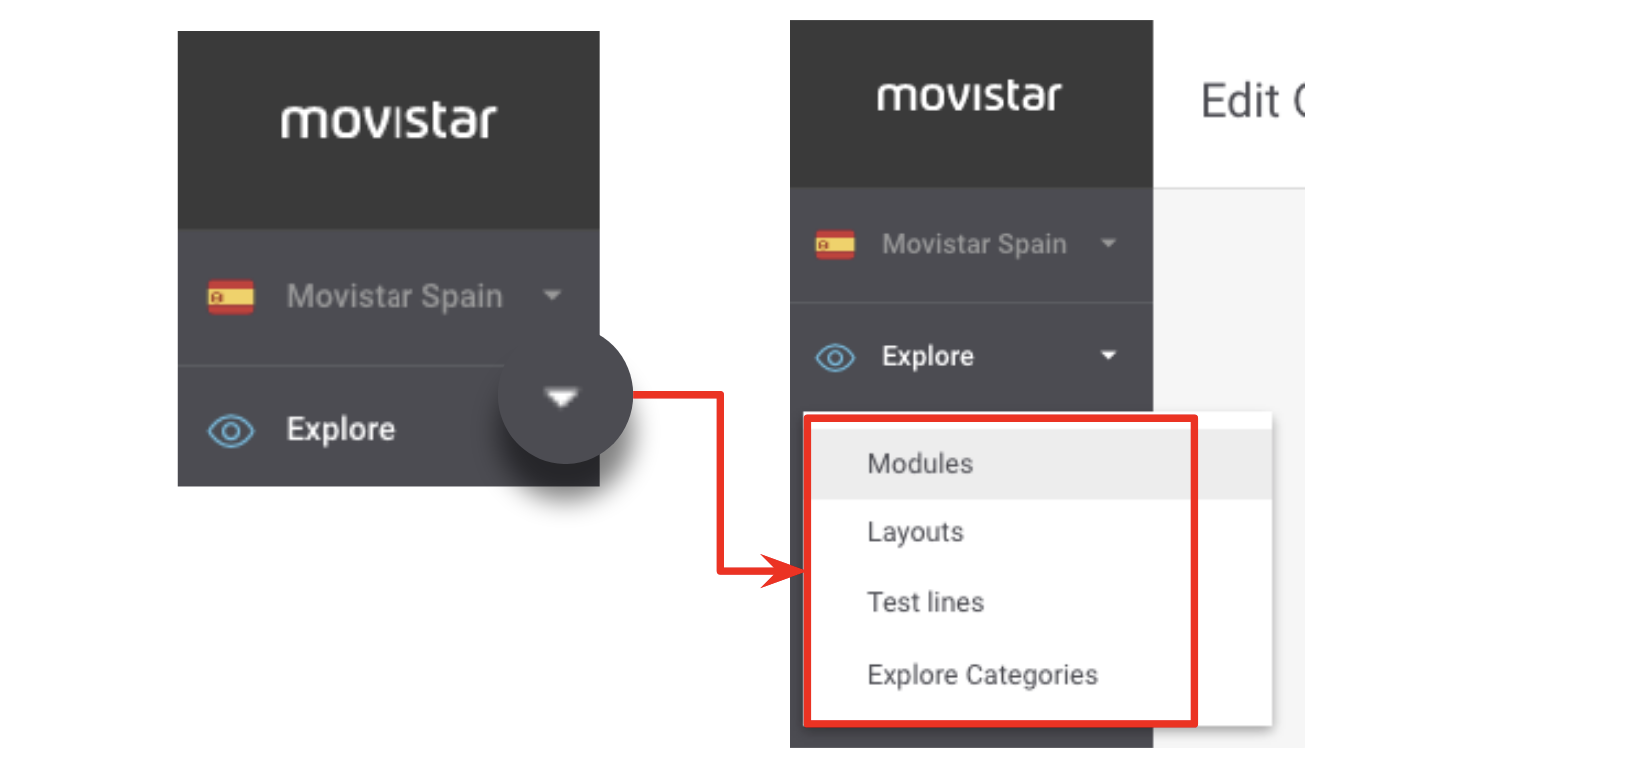 movistar
Movistar Spain
Explore
movistar
Edit
Movistar Spain
Explore
Modules
Layouts
Test lines
Explore Categories